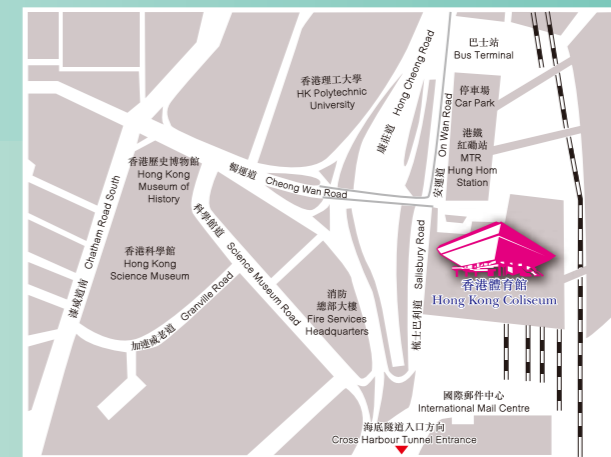 巴士站
Bus Terminal
香港理工大學
HK Polytechnic
University
康莊道 Hong Cheong Road
停車場
Car Park
安運道 On Wan Road
港鐵
紅磡站
MTR
Hung Hom
Station
香港歷史博物館
Hong Kong
Museum of
History
暢運道 Cheong Wan Road
科學館道 Science Museum Road
漆咸道南 Chatham Road South
香港科學館
Hong Kong
Science Museum
加連威老道 Granville Road
消防
總部大樓
Fire Services
Headquarters
梳士巴利道 Salisbury Road
香港體育館
Hong Kong Coliseum
國際郵件中心
International Mail Centre
海底隧道入口方向
Cross Harbour Tunnel Entrance